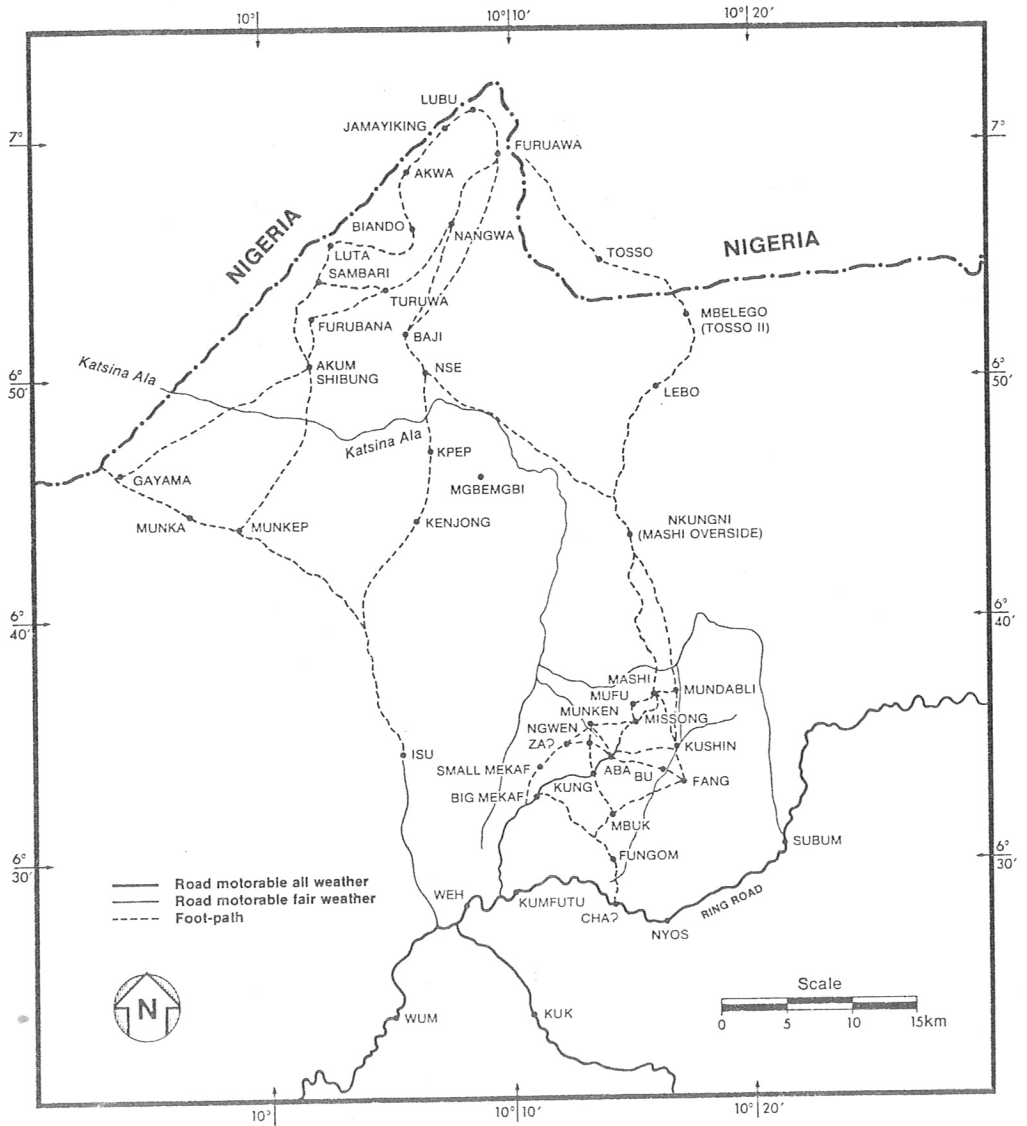 10°
10°10'
10°20'
LUBU
JAMAYIKING
7°
7°
FURUAWA
AKWA
BIANDO
NANGWA
NIGERIA
NIGERIA
LUTA
TOSSO
SAMBARI
TURUWA
MBELEGO
(TOSSO II)
FURUBANA
BAJI
Katsina Ala
AKUM
SHIBUNG
NSE
6°
50'
6°
50'
LEBO
Katsina Ala
KPEP
GAYAMA
MGBEMGBI
MUNKA
MUNKEP
KENJONG
NKUNGNI
(MASHI OVERSIDE)
6°
40'
6°
40'
MASHI
MUNDABLI
MUFU
MUNKEN
MISSONG
NGWEN
ZAʔ
KUSHIN
ISU
SMALL MEKAF
ABA
BU
FANG
KUNG
BIG MEKAF
MBUK
SUBUM
FUNGOM
6°
30'
6°
30'
Road motorable all weather
Road motorable fair weather
Foot-path
WEH
KUMFUTU
CHAʔ
RING ROAD
NYOS
N
Scale
0 5 10 15km
WUM
KUK
10°
10°10'
10°20'